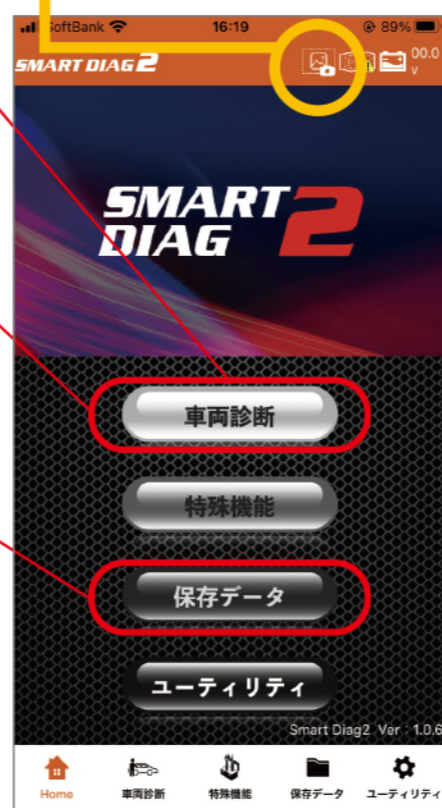 SoftBank 16:19 89%
SMART DIAG 2 00.0
v
SMART
DIAG 2
車両診断
特殊機能
保存データ
ユーティリティ
Smart Diag2 Ver : 1.0.6
Home 車両診断 特殊機能 保存データ ユーティリティ